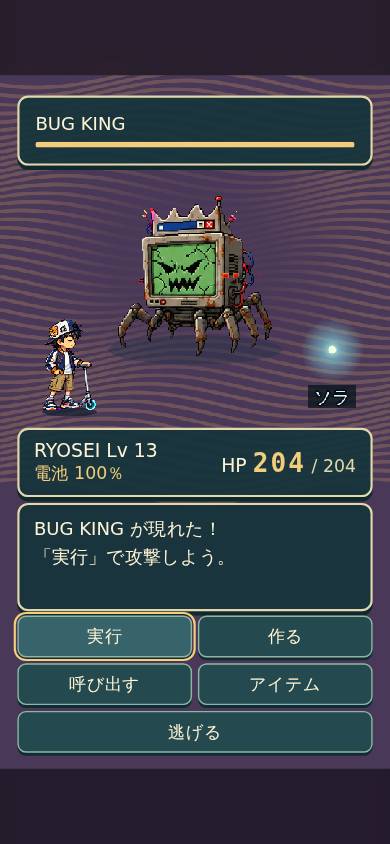 BUG KING
ソラ
RYOSEI Lv 13
電池 100％
HP 204 / 204
BUG KING が現れた！
「実行」で攻撃しよう。
実行
作る
呼び出す
アイテム
逃げる